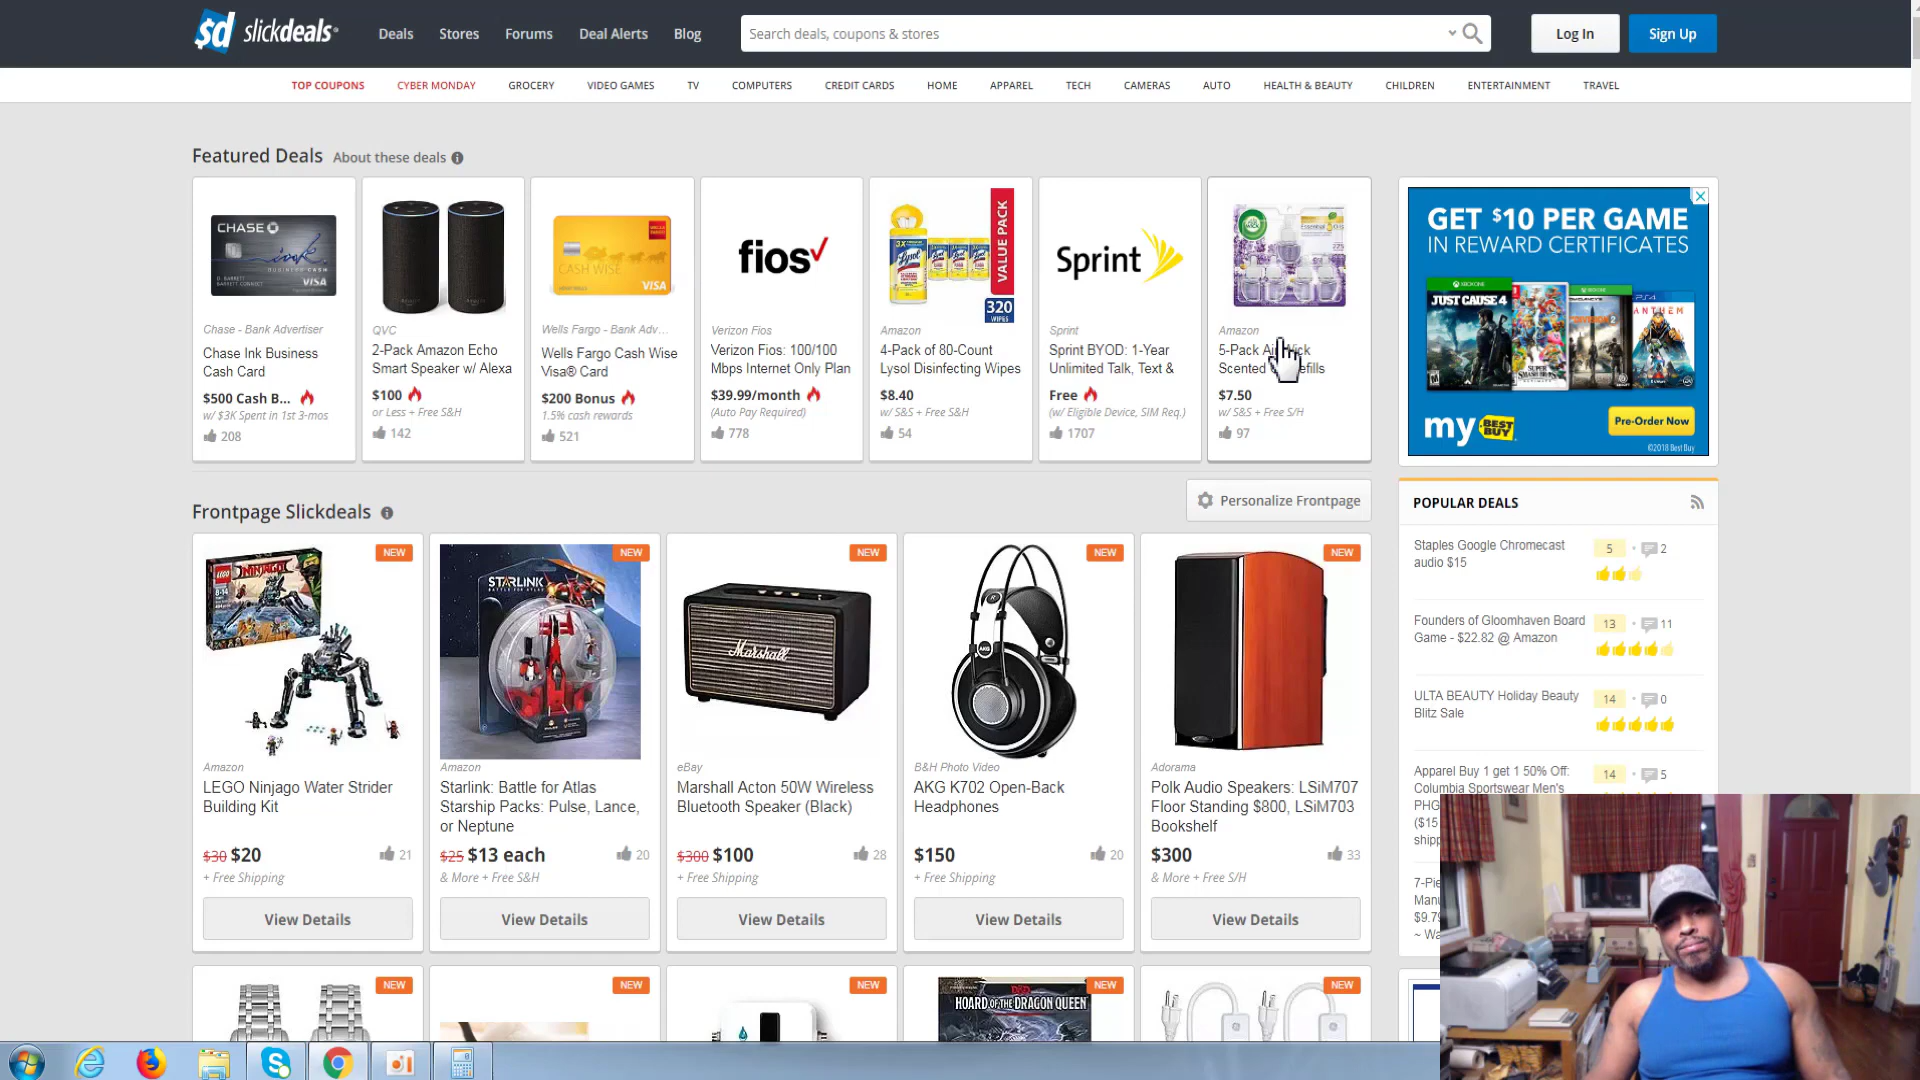 slickdeals
Deals
Stores
Forums
Deal Alerts
Blog
Search deals, coupons & stores
Log In
Sign Up
TOP COUPONS
CYBER MONDAY
GROCERY
VIDEO GAMES
TV
COMPUTERS
CREDIT CARDS
HOME
APPAREL
TECH
CAMERAS
AUTO
HEALTH & BEAUTY
CHILDREN
ENTERTAINMENT
TRAVEL
Featured Deals
About these deals
CHASE
VISA
Chase - Bank Advertiser
Chase Ink Business
Cash Card
$500 Cash B...
w/ $3K Spent in 1st 3-mos
208
QVC
2-Pack Amazon Echo
Smart Speaker w/ Alexa
$100
or Less + Free S&H
142
CASH WISE
VISA
Wells Fargo - Bank Adv...
Wells Fargo Cash Wise
Visa® Card
$200 Bonus
1.5% cash rewards
521
fios
Verizon Fios
Verizon Fios: 100/100
Mbps Internet Only Plan
$39.99/month
(Auto Pay Required)
778
Lysol
VALUE PACK
320
WIPES
Amazon
4-Pack of 80-Count
Lysol Disinfecting Wipes
$8.40
w/ S&S + Free S&H
54
Sprint
Sprint
Sprint BYOD: 1-Year
Unlimited Talk, Text &
Free
(w/ Eligible Device, SIM Req.)
1707
Amazon
5-Pack
Scented
$7.50
w/ S&S + Free S/H
97
GET $10 PER GAME
IN REWARD CERTIFICATES
XBOX ONE
JUST CAUSE 4
PS4
ANTHEM
my BEST BUY
Pre-Order Now
©2018 Best Buy
Frontpage Slickdeals
Personalize Frontpage
NEW
LEGO
8-14
Amazon
LEGO Ninjago Water Strider
Building Kit
$30 $20
21
+ Free Shipping
View Details
NEW
STARLINK
Amazon
Starlink: Battle for Atlas
Starship Packs: Pulse, Lance,
or Neptune
$25 $13 each
20
& More + Free S&H
View Details
NEW
Marshall
eBay
Marshall Acton 50W Wireless
Bluetooth Speaker (Black)
$300 $100
28
+ Free Shipping
View Details
NEW
AKG
B&H Photo Video
AKG K702 Open-Back
Headphones
$150
20
+ Free Shipping
View Details
NEW
Adorama
Polk Audio Speakers: LSiM707
Floor Standing $800, LSiM703
Bookshelf
$300
33
& More + Free S/H
View Details
POPULAR DEALS
Staples Google Chromecast
audio $15
5
2
Founders of Gloomhaven Board
Game - $22.82 @ Amazon
13
11
ULTA BEAUTY Holiday Beauty
Blitz Sale
14
0
Apparel Buy 1 get 1 50% Off:
Columbia Sportswear Men's
PHG
($15
shipp
14
5
7-Pie
Manu
$9.79
~ Wa
NEW
NEW
NEW
NEW
D&D
HOARD OF THE DRAGON QUEEN
NEW